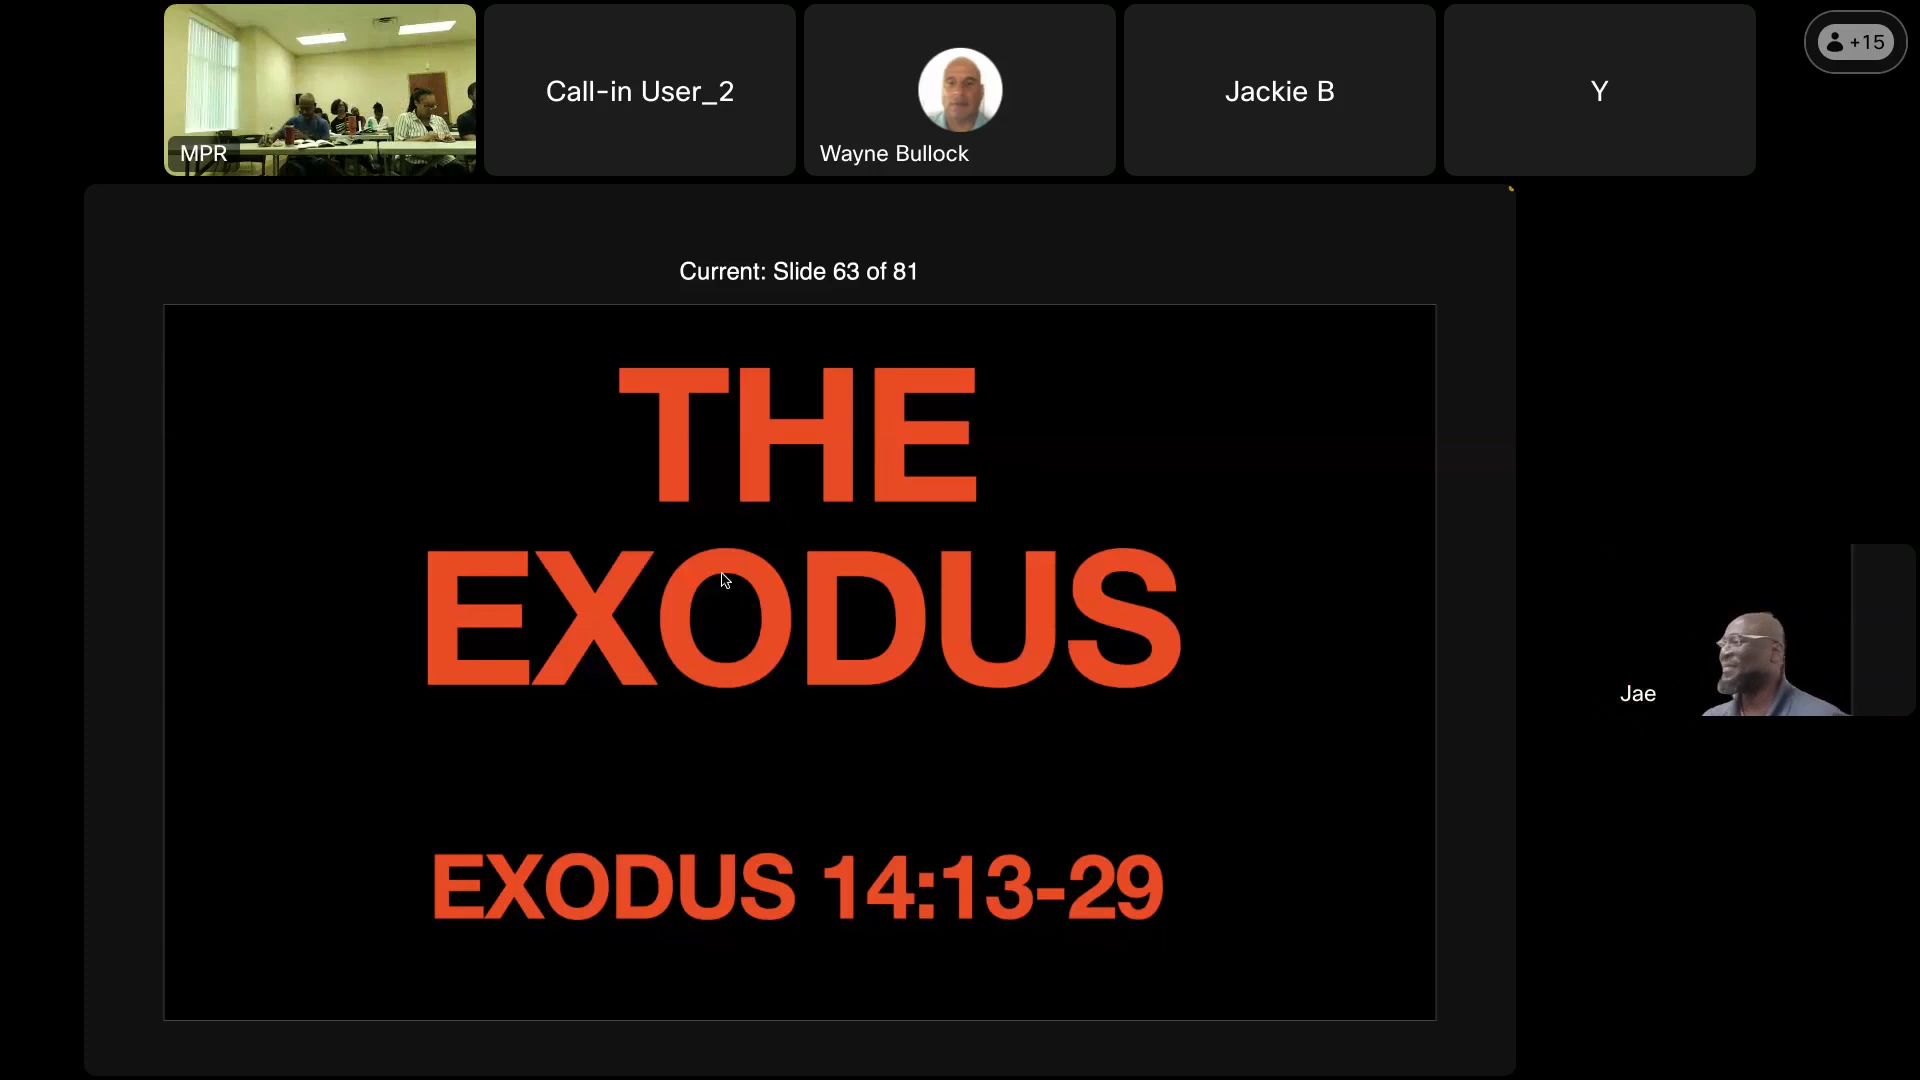 MPR
Call-in User_2
Wayne Bullock
Jackie B
Y
+15
Current: Slide 63 of 81
THE
EXODUS
EXODUS 14:13-29
Jae